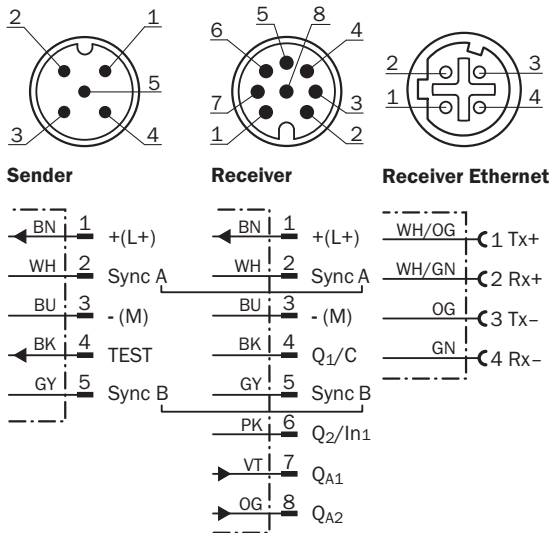 2 1 5 3 4
5 8 6 4 7 3 1 2
2 3 1 4
Sender
BN 1 +(L+)
WH 2 Sync A
BU 3 - (M)
BK 4 TEST
GY 5 Sync B
Receiver
BN 1 +(L+)
WH 2 Sync A
BU 3 - (M)
BK 4 Q1/C
GY 5 Sync B
PK 6 Q2/In1
VT 7 QA1
OG 8 QA2
Receiver Ethernet
WH/OG 1 Tx+
WH/GN 2 Rx+
OG 3 Tx–
GN 4 Rx–